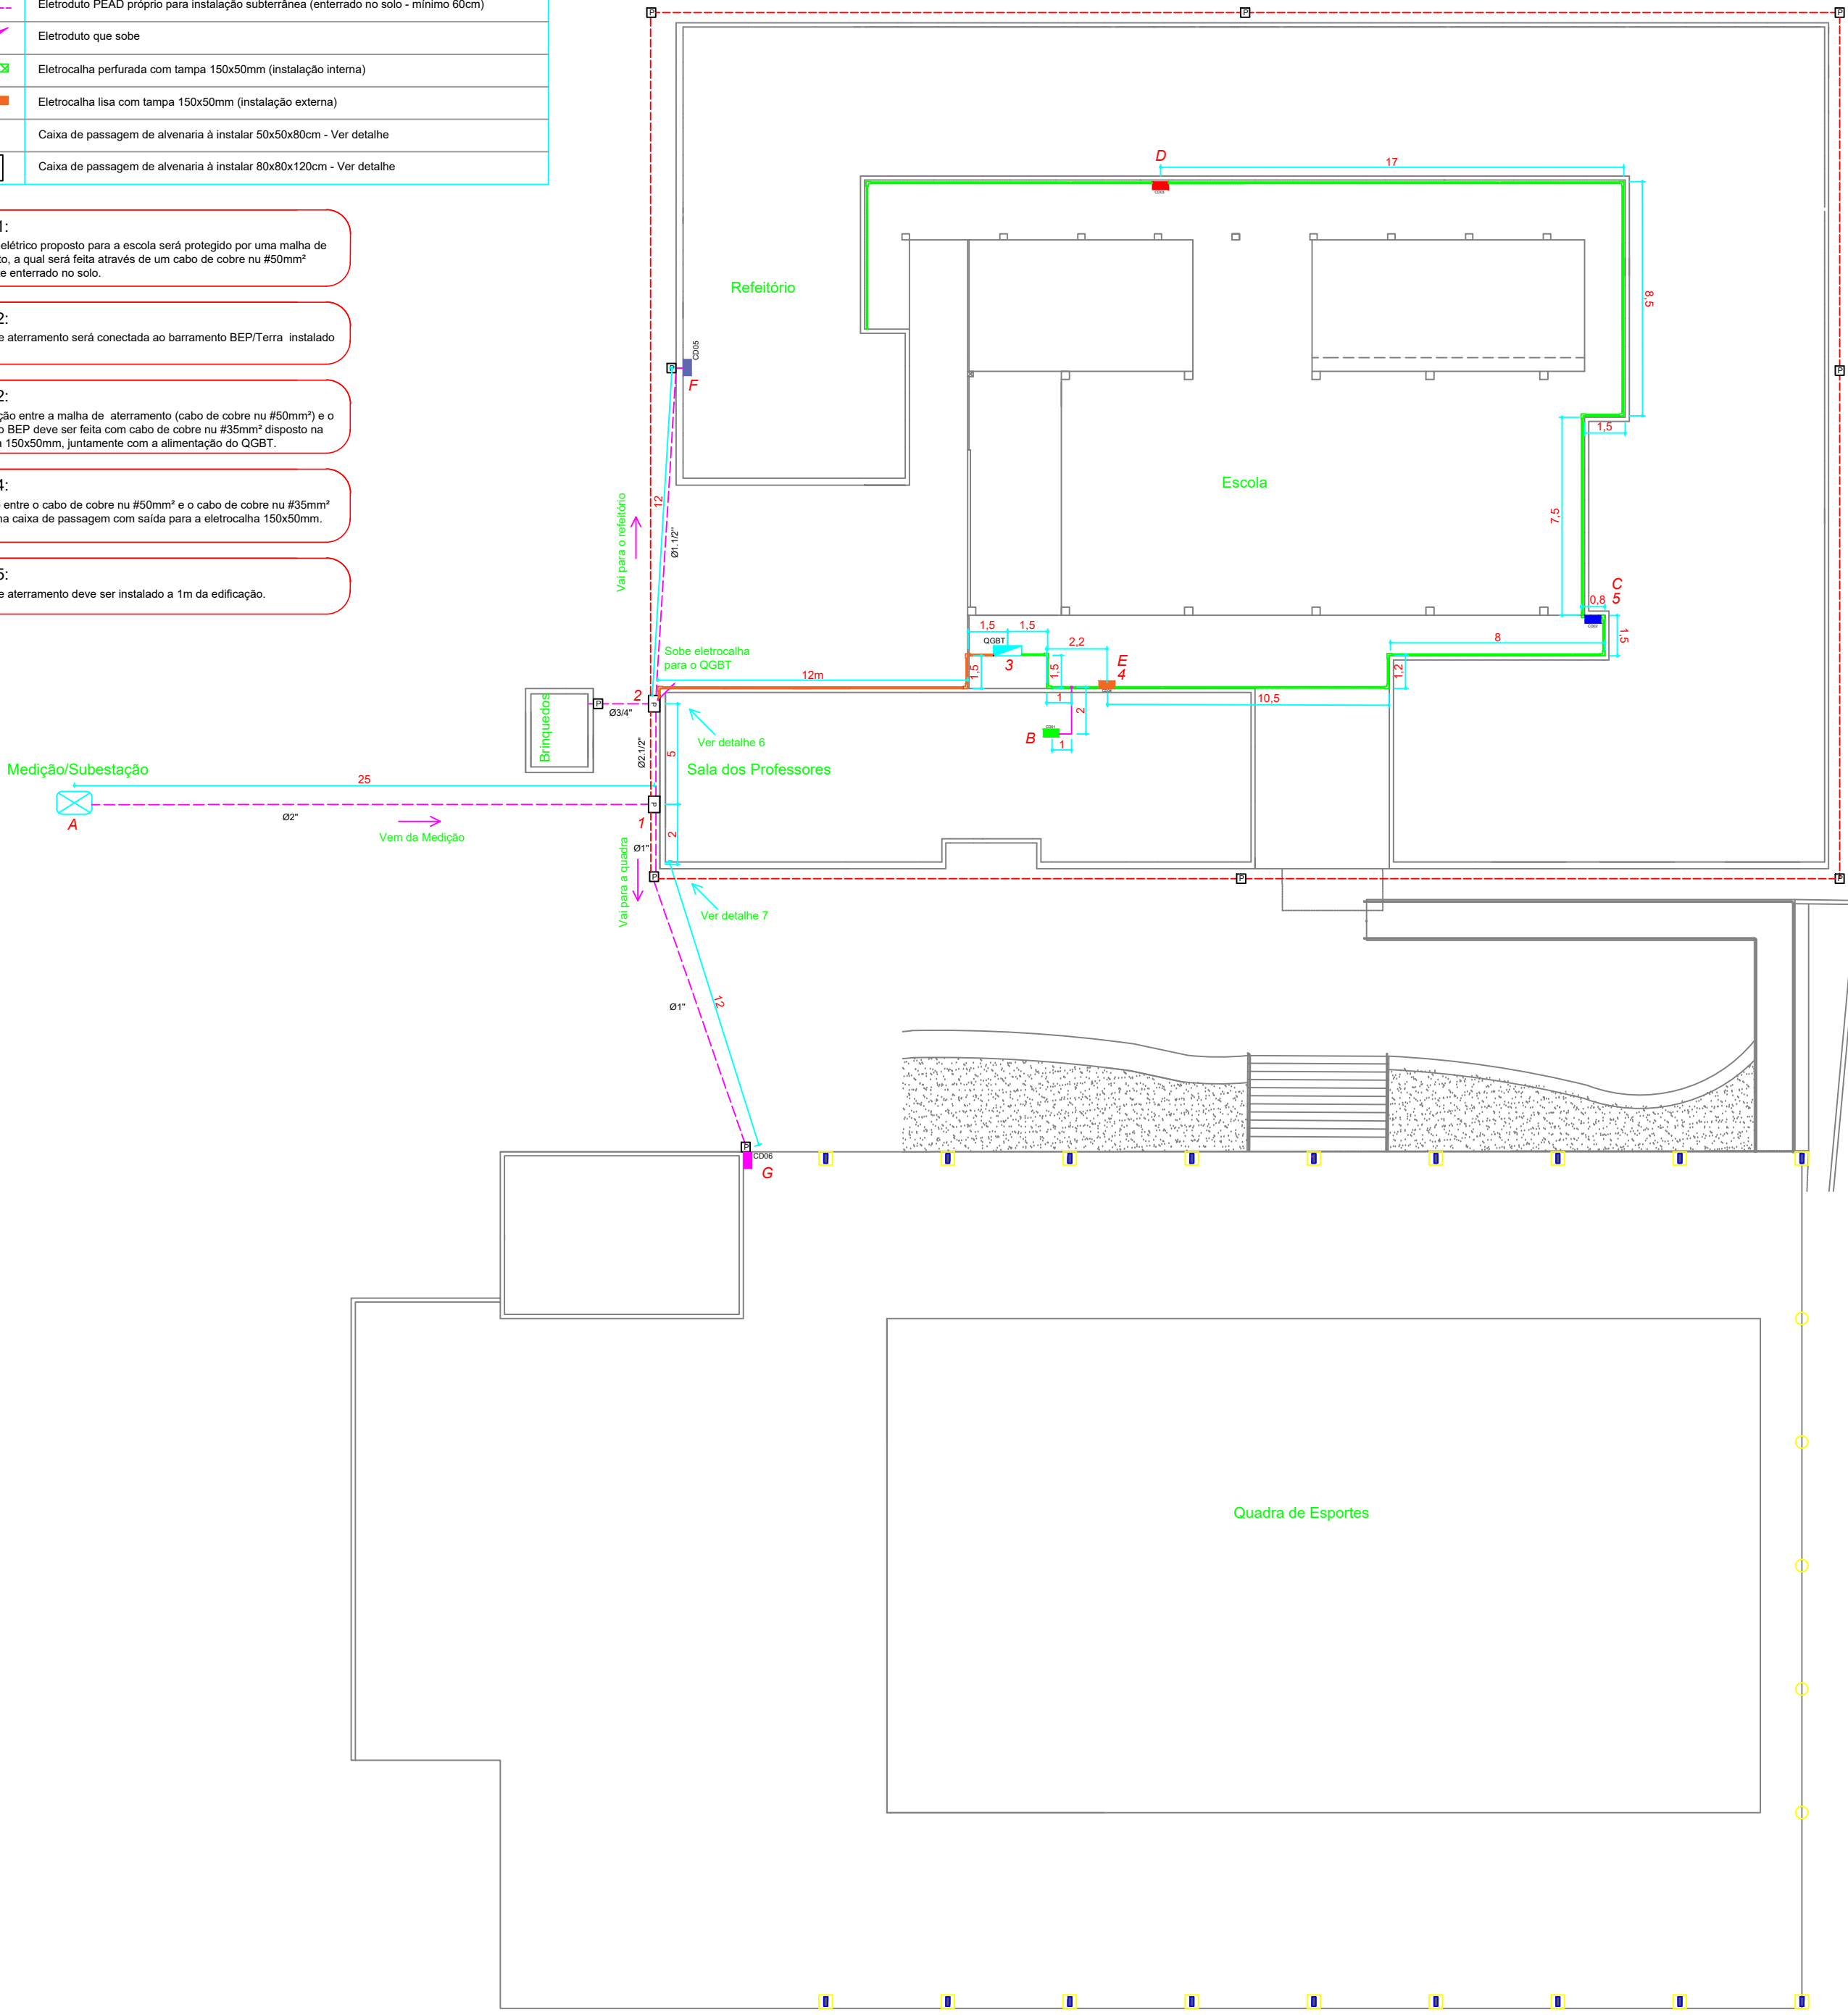 Eletroduto PEAD próprio para instalação subterrânea (enterrado no solo - mínimo 60cm)
Eletroduto que sobe
Eletrocalha perfurada com tampa 150x50mm (instalação interna)
Eletrocalha lisa com tampa 150x50mm (instalação externa)
Caixa de passagem de alvenaria à instalar 50x50x80cm - Ver detalhe
Caixa de passagem de alvenaria à instalar 80x80x120cm - Ver detalhe
1:
elétrico proposto para a escola será protegido por uma malha de
to, a qual será feita através de um cabo de cobre nu #50mm²
e enterrado no solo.
2:
e aterramento será conectada ao barramento BEP/Terra instalado
2:
ção entre a malha de aterramento (cabo de cobre nu #50mm²) e o
o BEP deve ser feita com cabo de cobre nu #35mm² disposto na
a 150x50mm, juntamente com a alimentação do QGBT.
4:
entre o cabo de cobre nu #50mm² e o cabo de cobre nu #35mm²
na caixa de passagem com saída para a eletrocalha 150x50mm.
5:
e aterramento deve ser instalado a 1m da edificação.
P
P
P
D
17
8,5
Refeitório
CD05
P
F
P
1,5
Escola
12
Ø1.1/2"
Vai para o refeitório
7,5
C
5
0,8
1,5
8
1,5
1,5
QGBT
3
2,2
1,5
1,5
E
4
1,2
Sobe eletrocalha
para o QGBT
12m
2
P
P
Ø3/4"
Brinquedos
1
10,5
2
B
1
Ver detalhe 6
Ø2.1/2"
5
Medição/Subestação
Sala dos Professores
25
A
Ø2"
P
1
Vem da Medição
2
Ø1"
Vai para a quadra
P
P
P
Ver detalhe 7
Ø1"
12
P
CD06
G
Quadra de Esportes